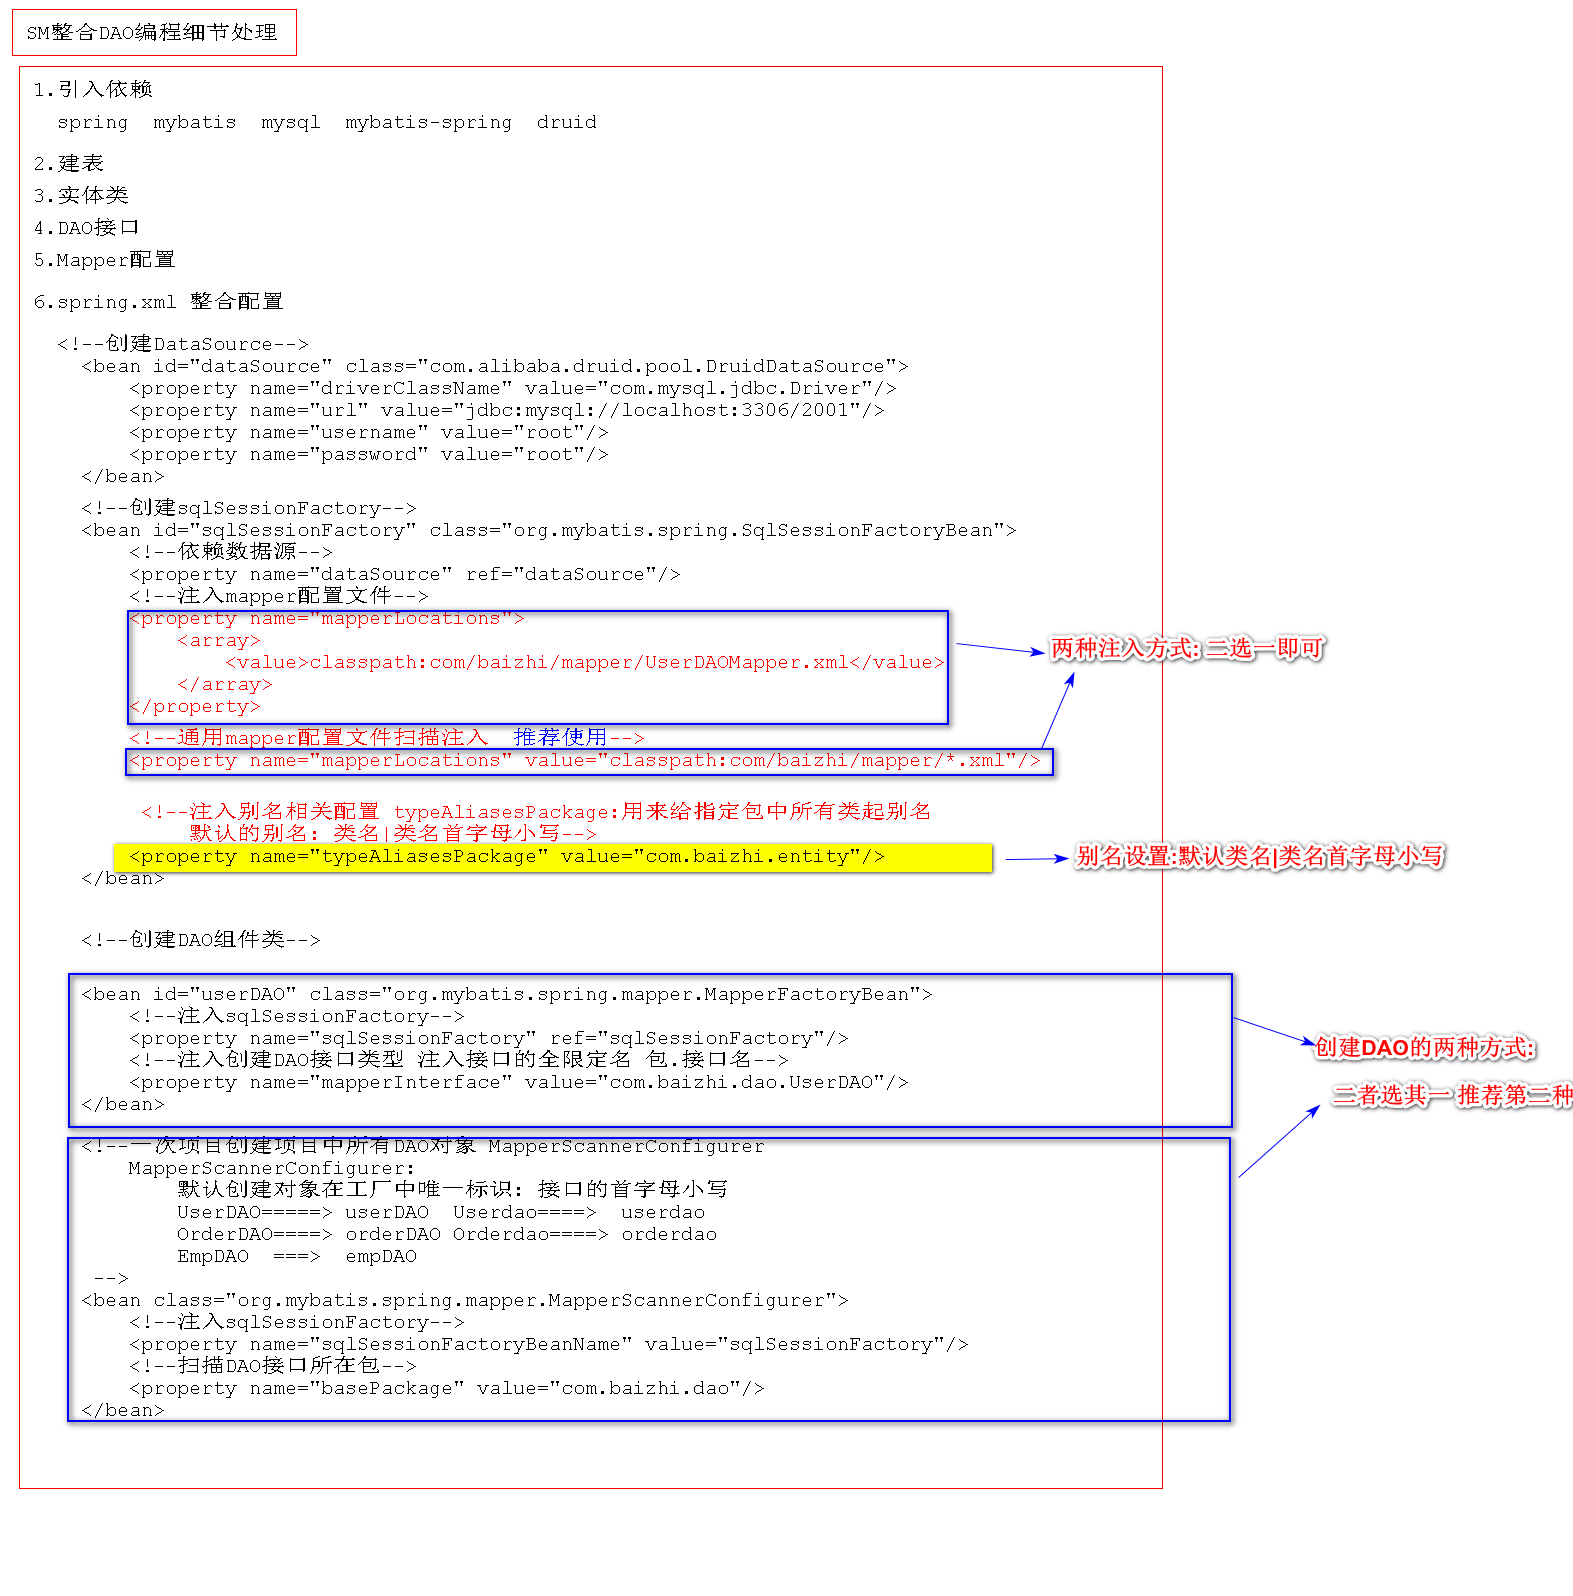 SM整合DAO编程细节处理
1.引入依赖
spring  mybatis  mysql  mybatis-spring  druid
2.建表
3.实体类
4.DAO接口
5.Mapper配置
6.spring.xml 整合配置
<!--创建DataSource-->
<bean id="dataSource" class="com.alibaba.druid.pool.DruidDataSource">
<property name="driverClassName" value="com.mysql.jdbc.Driver"/>
<property name="url" value="jdbc:mysql://localhost:3306/2001"/>
<property name="username" value="root"/>
<property name="password" value="root"/>
</bean>
<!--创建sqlSessionFactory-->
<bean id="sqlSessionFactory" class="org.mybatis.spring.SqlSessionFactoryBean">
<!--依赖数据源-->
<property name="dataSource" ref="dataSource"/>
<!--注入mapper配置文件-->
<property name="mapperLocations">
<array>
<value>classpath:com/baizhi/mapper/UserDAOMapper.xml</value>
</array>
</property>
两种注入方式: 二选一即可
<!--通用mapper配置文件扫描注入  推荐使用-->
<property name="mapperLocations" value="classpath:com/baizhi/mapper/*.xml"/>
<!--注入别名相关配置 typeAliasesPackage:用来给指定包中所有类起别名
默认的别名: 类名|类名首字母小写-->
<property name="typeAliasesPackage" value="com.baizhi.entity"/>
别名设置:默认类名|类名首字母小写
</bean>
<!--创建DAO组件类-->
<bean id="userDAO" class="org.mybatis.spring.mapper.MapperFactoryBean">
<!--注入sqlSessionFactory-->
<property name="sqlSessionFactory" ref="sqlSessionFactory"/>
<!--注入创建DAO接口类型 注入接口的全限定名 包.接口名-->
<property name="mapperInterface" value="com.baizhi.dao.UserDAO"/>
</bean>
创建DAO的两种方式:
二者选其一 推荐第二种
<!--一次项目创建项目中所有DAO对象 MapperScannerConfigurer
MapperScannerConfigurer:
默认创建对象在工厂中唯一标识: 接口的首字母小写
UserDAO=====> userDAO  Userdao====>  userdao
OrderDAO====> orderDAO Orderdao====> orderdao
EmpDAO  ===>  empDAO
-->
<bean class="org.mybatis.spring.mapper.MapperScannerConfigurer">
<!--注入sqlSessionFactory-->
<property name="sqlSessionFactoryBeanName" value="sqlSessionFactory"/>
<!--扫描DAO接口所在包-->
<property name="basePackage" value="com.baizhi.dao"/>
</bean>